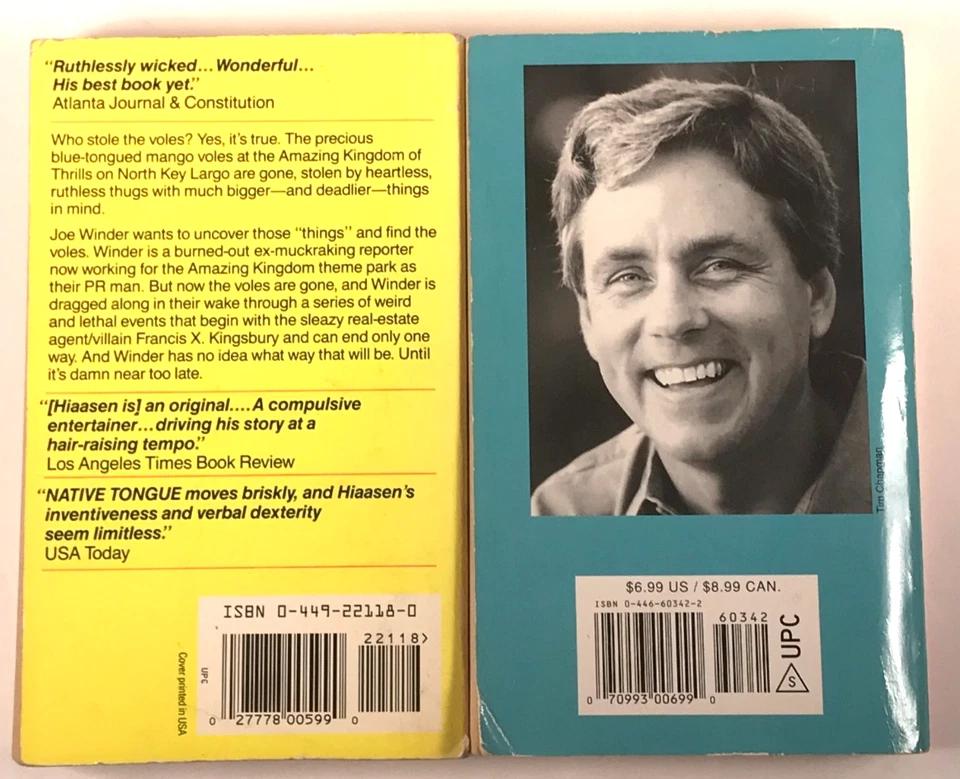 “Ruthlessly wicked... Wonderful...
His best book yet.”
Atlanta Journal & Constitution
Who stole the voles? Yes, it's true. The precious
blue-tongued mango voles at the Amazing Kingdom of
Thrills on North Key Largo are gone, stolen by heartless,
ruthless thugs with much bigger—and deadlier—things
in mind.
Joe Winder wants to uncover those “things” and find the
voles. Winder is a burned-out ex-muckraking reporter
now working for the Amazing Kingdom theme park as
their PR man. But now the voles are gone, and Winder is
dragged along in their wake through a series of weird
and lethal events that begin with the sleazy real-estate
agent/villain Francis X. Kingsbury and can end only one
way. And Winder has no idea what way that will be. Until
it's damn near too late.
“[Hiaasen is] an original.... A compulsive
entertainer... driving his story at a
hair-raising tempo.”
Los Angeles Times Book Review
“NATIVE TONGUE moves briskly, and Hiaasen's
inventiveness and verbal dexterity
seem limitless.”
USA Today
ISBN 0-449-22118-0
22118>
0 27778 00599 0
UPC
Cover printed in USA
Tim Chapman
$6.99 US / $8.99 CAN.
ISBN 0-446-60342-2
60342
0 70993 00699 0
UPC
S